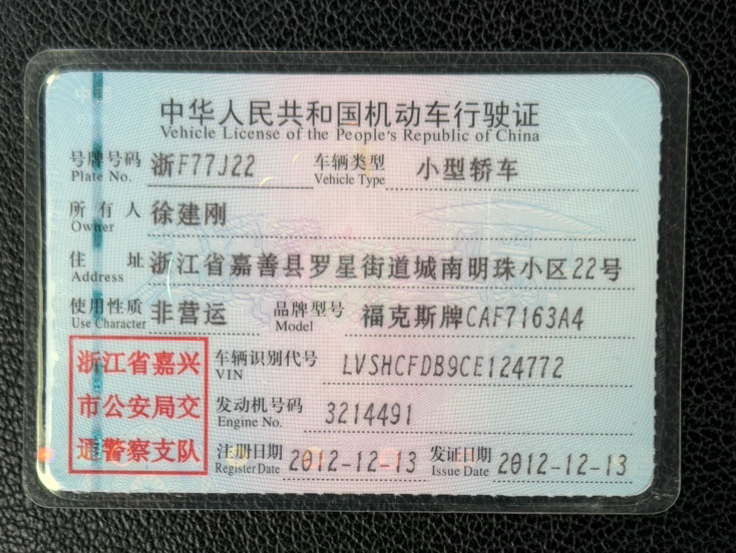 中华人民共和国机动车行驶证
Vehicle License of the People's Republic of China
号牌号码 浙F77J22 车辆类型 小型轿车
Plate No. Vehicle Type
所有人 徐建刚
Owner
住址 浙江省嘉善县罗星街道城南明珠小区22号
Address
使用性质 非营运 品牌型号 福克斯牌CAF7163A4
Use Character Model
浙江省嘉兴 车辆识别代号 LVSHCFDB9CE124772
VIN
市公安局交 发动机号码 3214491
Engine No.
通警察支队 注册日期 2012-12-13 发证日期 2012-12-13
Register Date Issue Date